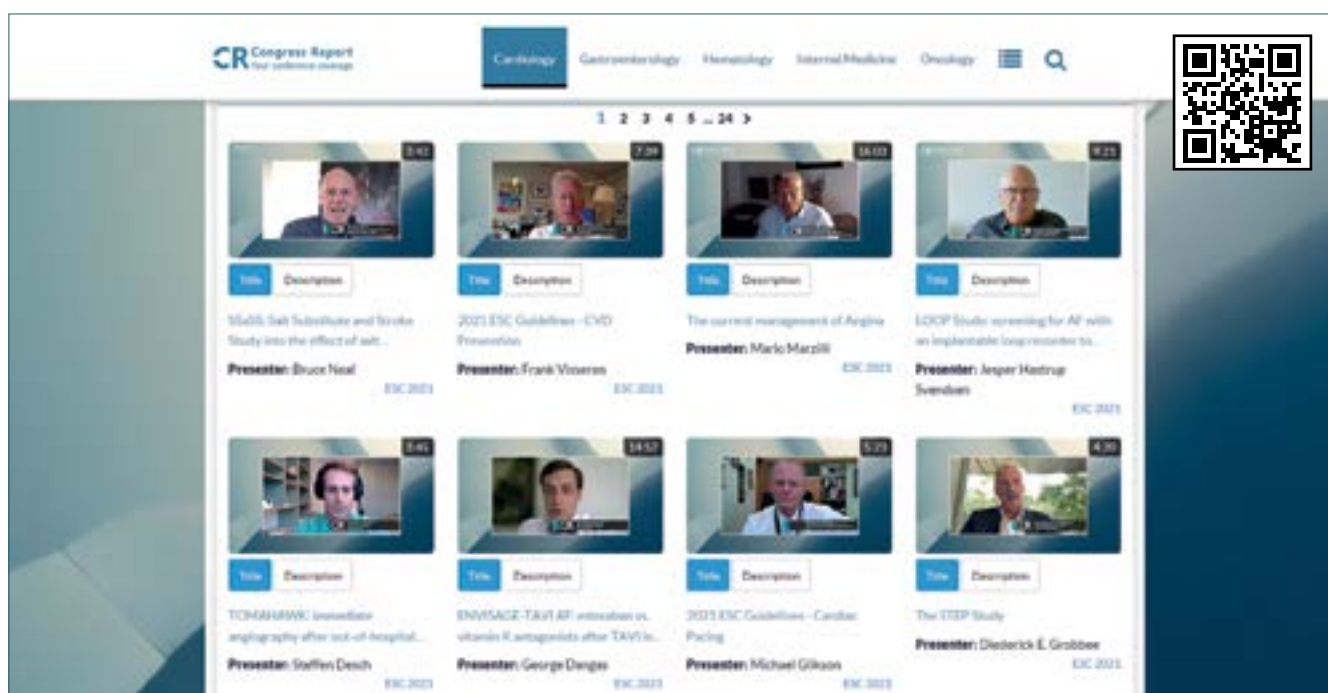 CR Congress Report
Your conference coverage
Cardiology Gastroenterology Hematology Internal Medicine Oncology
1 2 3 4 5 ... 24 >
7:39 16:03 9:21
Title Description Title Description Title Description Title Description
SSaSS: Salt Substitute and Stroke
Study into the effect of salt...
Presenter: Bruce Neal
ESC 2021
2021 ESC Guidelines - CVD
Prevention
Presenter: Frank Visseren
ESC 2021
The current management of Angina
Presenter: Mario Marzilli
ESC 2021
LOOP Study: screening for AF with
an implantable loop recorder to...
Presenter: Jesper Hastrup
Svendsen
ESC 2021
14:57 5:23 4:20
Title Description Title Description Title Description Title Description
TOMAHAWK: immediate
angiography after out-of-hospital...
Presenter: Steffen Desch
ESC 2021
ENVISAGE-TAVI AF: edoxaban vs.
vitamin K antagonists after TAVI in...
Presenter: George Dangas
ESC 2021
2021 ESC Guidelines - Cardiac
Pacing
Presenter: Michael Glikson
ESC 2021
The STEP Study
Presenter: Diederick E. Grobbee
ESC 2021